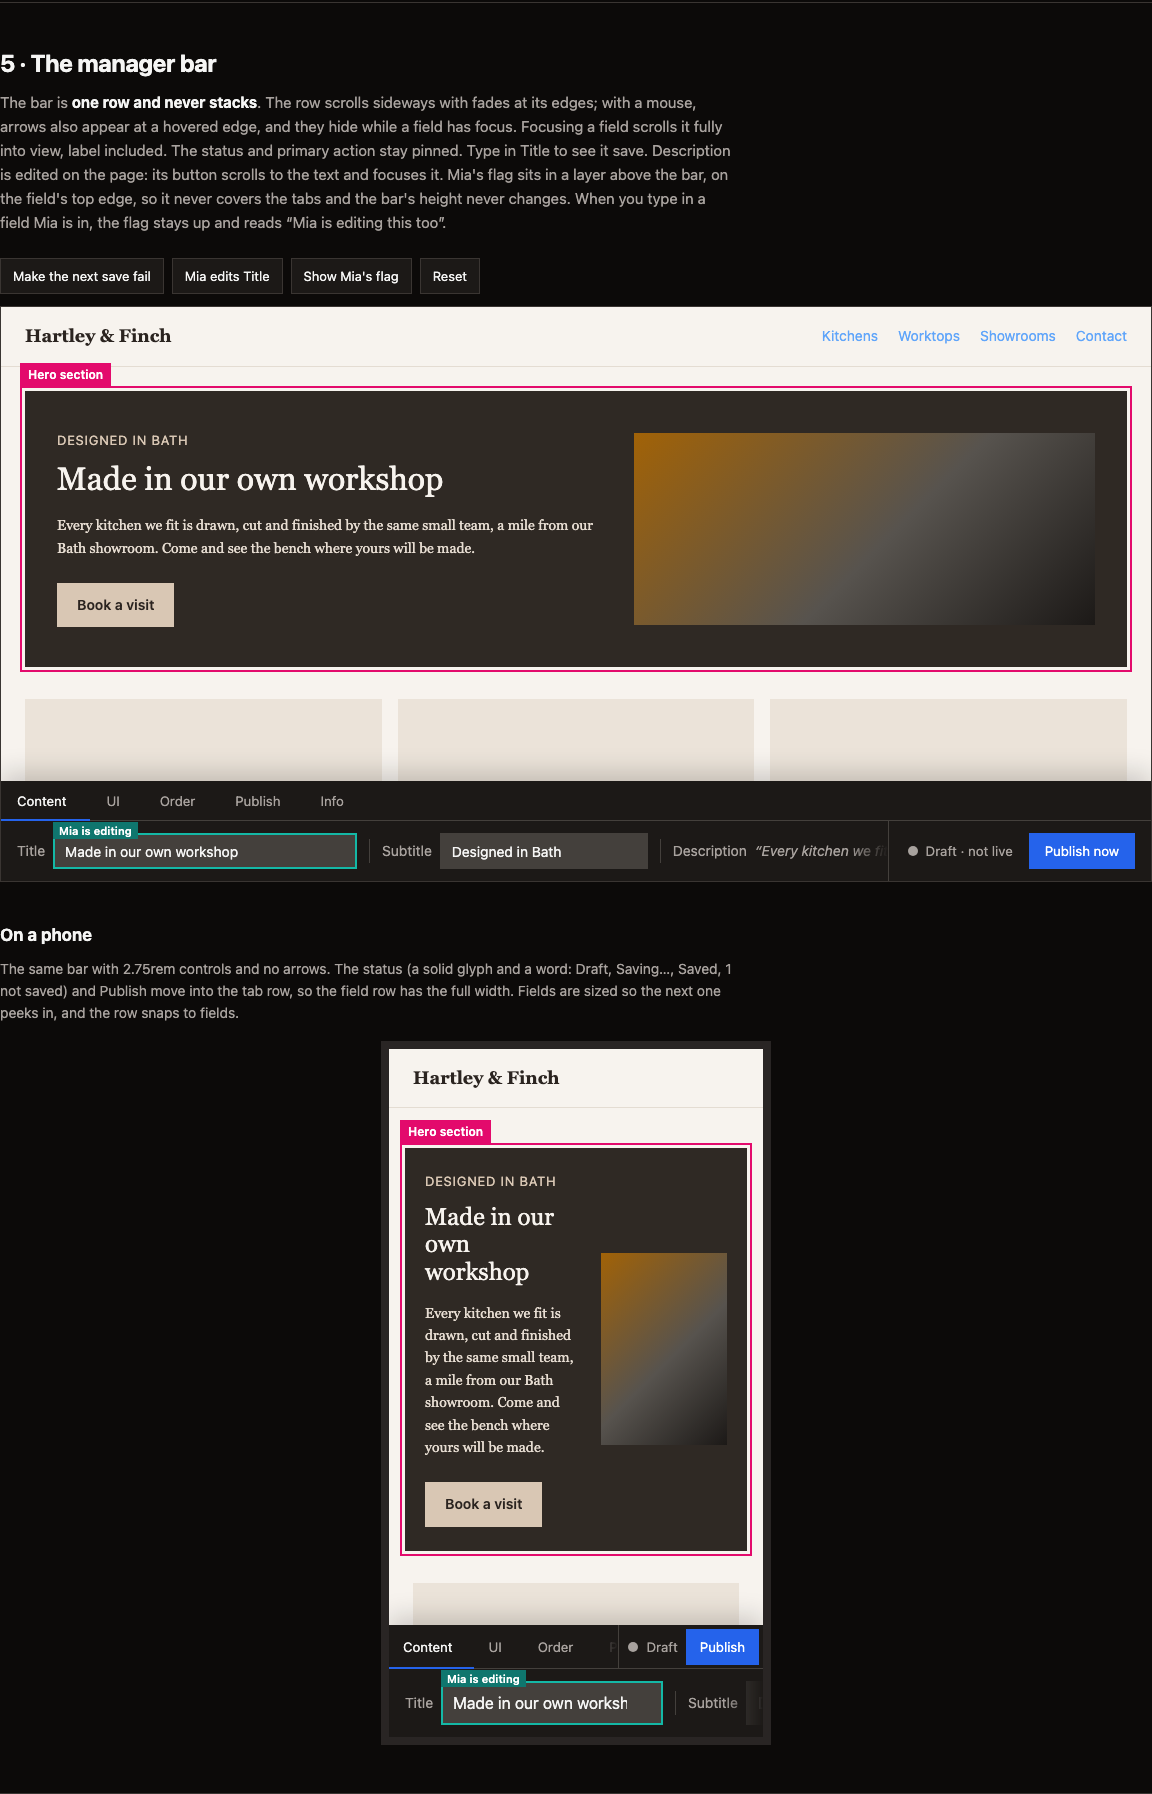 5 · The manager bar
The bar is one row and never stacks. The row scrolls sideways with fades at its edges; with a mouse,
arrows also appear at a hovered edge, and they hide while a field has focus. Focusing a field scrolls it fully
into view, label included. The status and primary action stay pinned. Type in Title to see it save. Description
is edited on the page: its button scrolls to the text and focuses it. Mia's flag sits in a layer above the bar, on
the field's top edge, so it never covers the tabs and the bar's height never changes. When you type in a
field Mia is in, the flag stays up and reads “Mia is editing this too”.
Make the next save fail
Mia edits Title
Show Mia's flag
Reset
Hartley & Finch
Kitchens
Worktops
Showrooms
Contact
Hero section
DESIGNED IN BATH
Made in our own workshop
Every kitchen we fit is drawn, cut and finished by the same small team, a mile from our
Bath showroom. Come and see the bench where yours will be made.
Book a visit
Content
UI
Order
Publish
Info
Mia is editing
Title
Made in our own workshop
Subtitle
Designed in Bath
Description
“Every kitchen we
Draft · not live
Publish now
On a phone
The same bar with 2.75rem controls and no arrows. The status (a solid glyph and a word: Draft, Saving…, Saved, 1
not saved) and Publish move into the tab row, so the field row has the full width. Fields are sized so the next one
peeks in, and the row snaps to fields.
Hartley & Finch
Hero section
DESIGNED IN BATH
Made in our
own
workshop
Every kitchen we fit is
drawn, cut and finished
by the same small team,
a mile from our Bath
showroom. Come and
see the bench where
yours will be made.
Book a visit
Content
UI
Order
Draft
Publish
Mia is editing
Title
Made in our own worksh
Subtitle